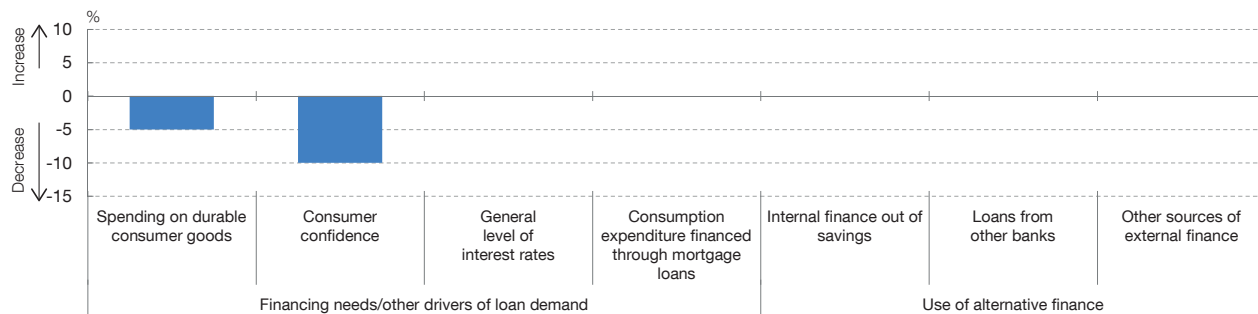 %
Increase
Decrease
10
5
0
-5
-10
-15
Spending on durable
consumer goods
Consumer
confidence
General
level of
interest rates
Consumption
expenditure financed
through mortgage
loans
Internal finance out of
savings
Loans from
other banks
Other sources of
external finance
Financing needs/other drivers of loan demand
Use of alternative finance